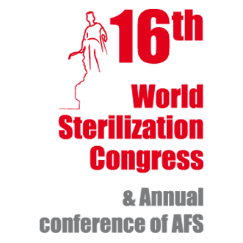 16th
World
Sterilization
Congress
& Annual
conference of AFS